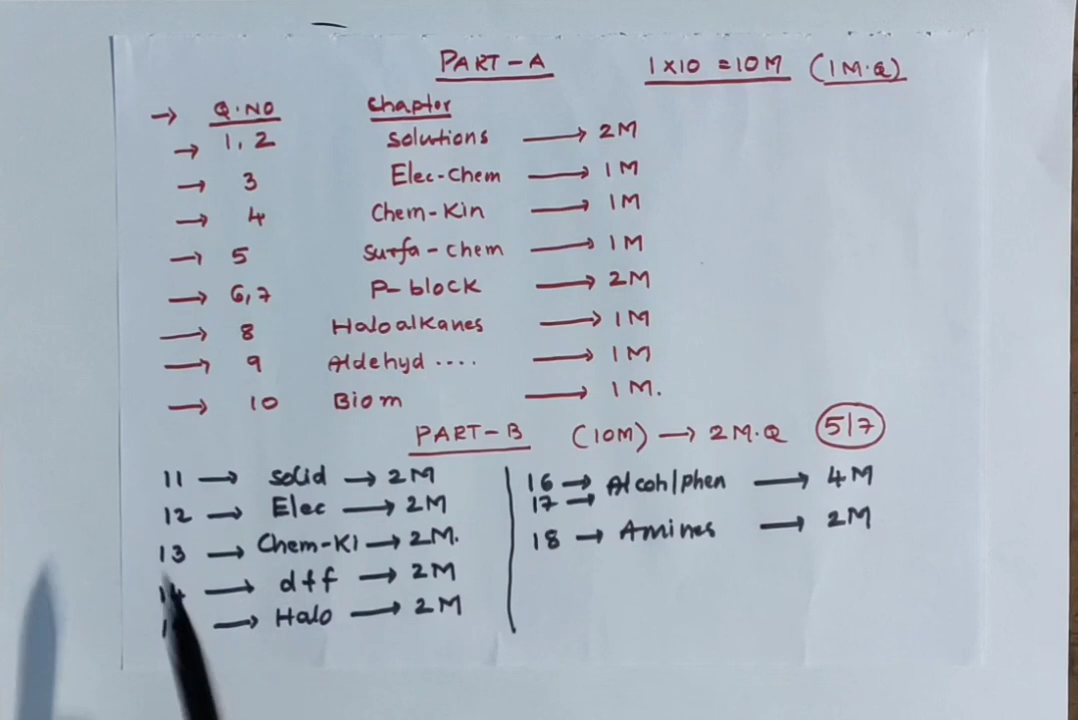 PART-A 1×10 =10M (1M.Q)
→ Q.NO Chapter
→ 1,2 Solutions → 2M
→ 3 Elec-Chem → 1M
→ 4 Chem-Kin → 1M
→ 5 Surfa-chem → 1M
→ 6,7 P-block → 2M
→ 8 Haloalkanes → 1M
→ 9 Aldehyd .... → 1M
→ 10 Biom → 1M.
PART-B (10M) → 2M.Q 5/7
11 → Solid → 2M
12 → Elec → 2M
13 → Chem-Ki → 2M.
14 → d+f → 2M
→ Halo → 2M
16 → Alcoh/phen → 4M
17 →
18 → Amines → 2M